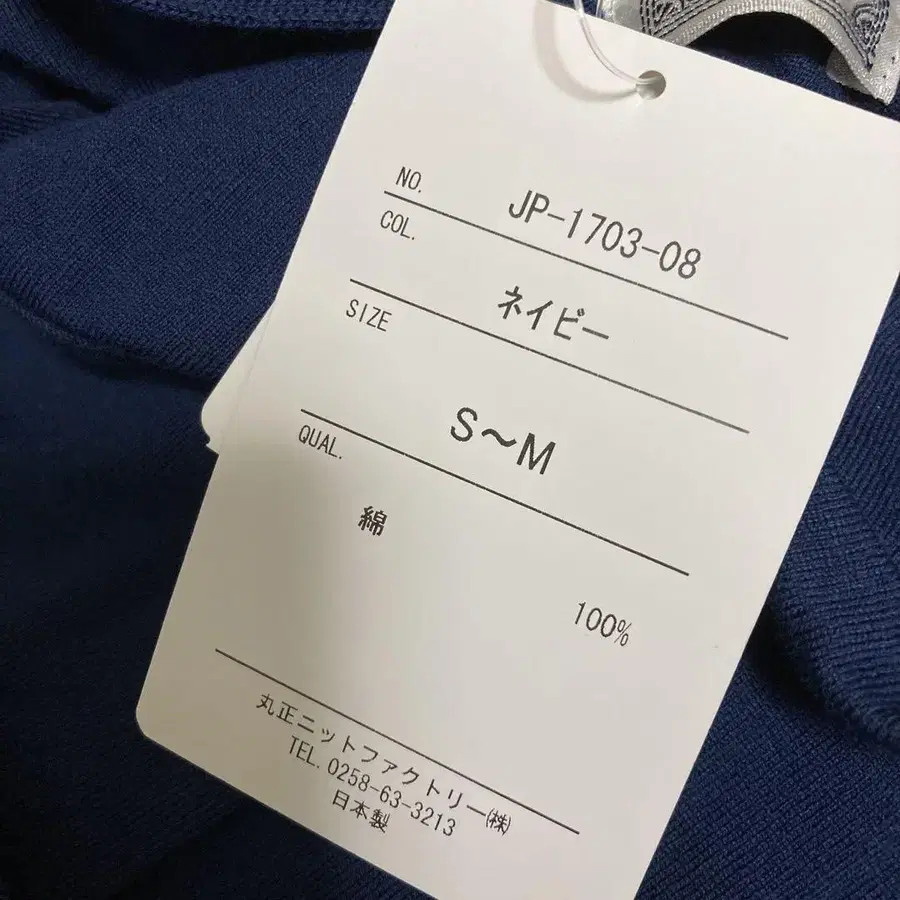 NO. JP-1703-08
COL. ネイビー
SIZE S～M
QUAL.
綿 100%
丸正ニットファクトリー㈱
TEL. 0258-63-3213
日本製